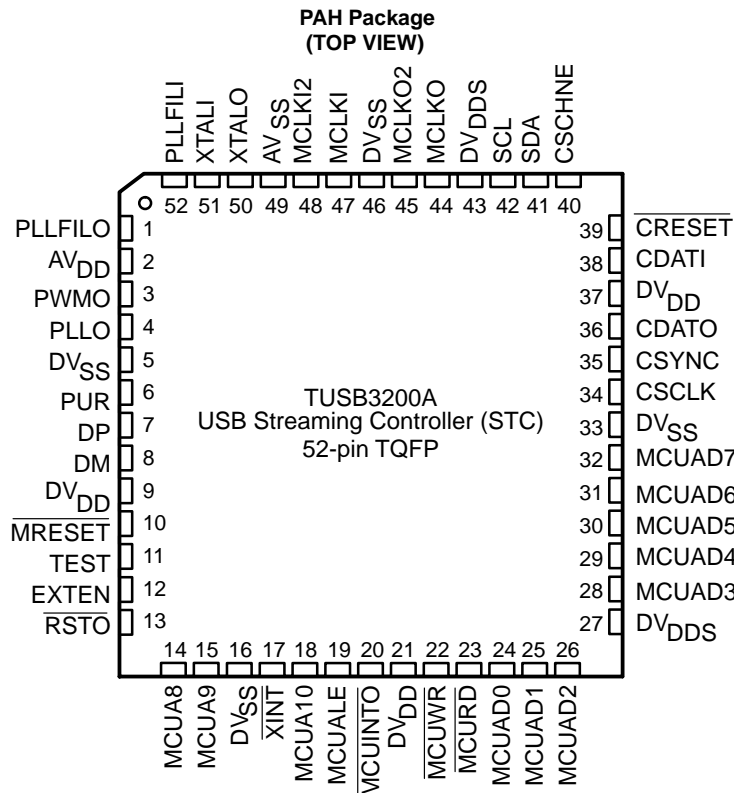 PAH Package
(TOP VIEW)
PLLFILI
XTALI
XTALO
AVSS
MCLKI2
MCLKI
DVSS
MCLKO2
MCLKO
DVDDS
SCL
SDA
CSCHNE
52 51 50 49 48 47 46 45 44 43 42 41 40
PLLFILO 1
AVDD 2
PWMO 3
PLLO 4
DVSS 5
PUR 6
DP 7
DM 8
DVDD 9
MRESET 10
TEST 11
EXTEN 12
RSTO 13
TUSB3200A
USB Streaming Controller (STC)
52-pin TQFP
39 CRESET
38 CDATI
37 DVDD
36 CDATO
35 CSYNC
34 CSCLK
33 DVSS
32 MCUAD7
31 MCUAD6
30 MCUAD5
29 MCUAD4
28 MCUAD3
27 DVDDS
14 15 16 17 18 19 20 21 22 23 24 25 26
MCUA8
MCUA9
DVSS
XINT
MCUA10
MCUALE
MCUINTO
DVDD
MCUWR
MCURD
MCUAD0
MCUAD1
MCUAD2